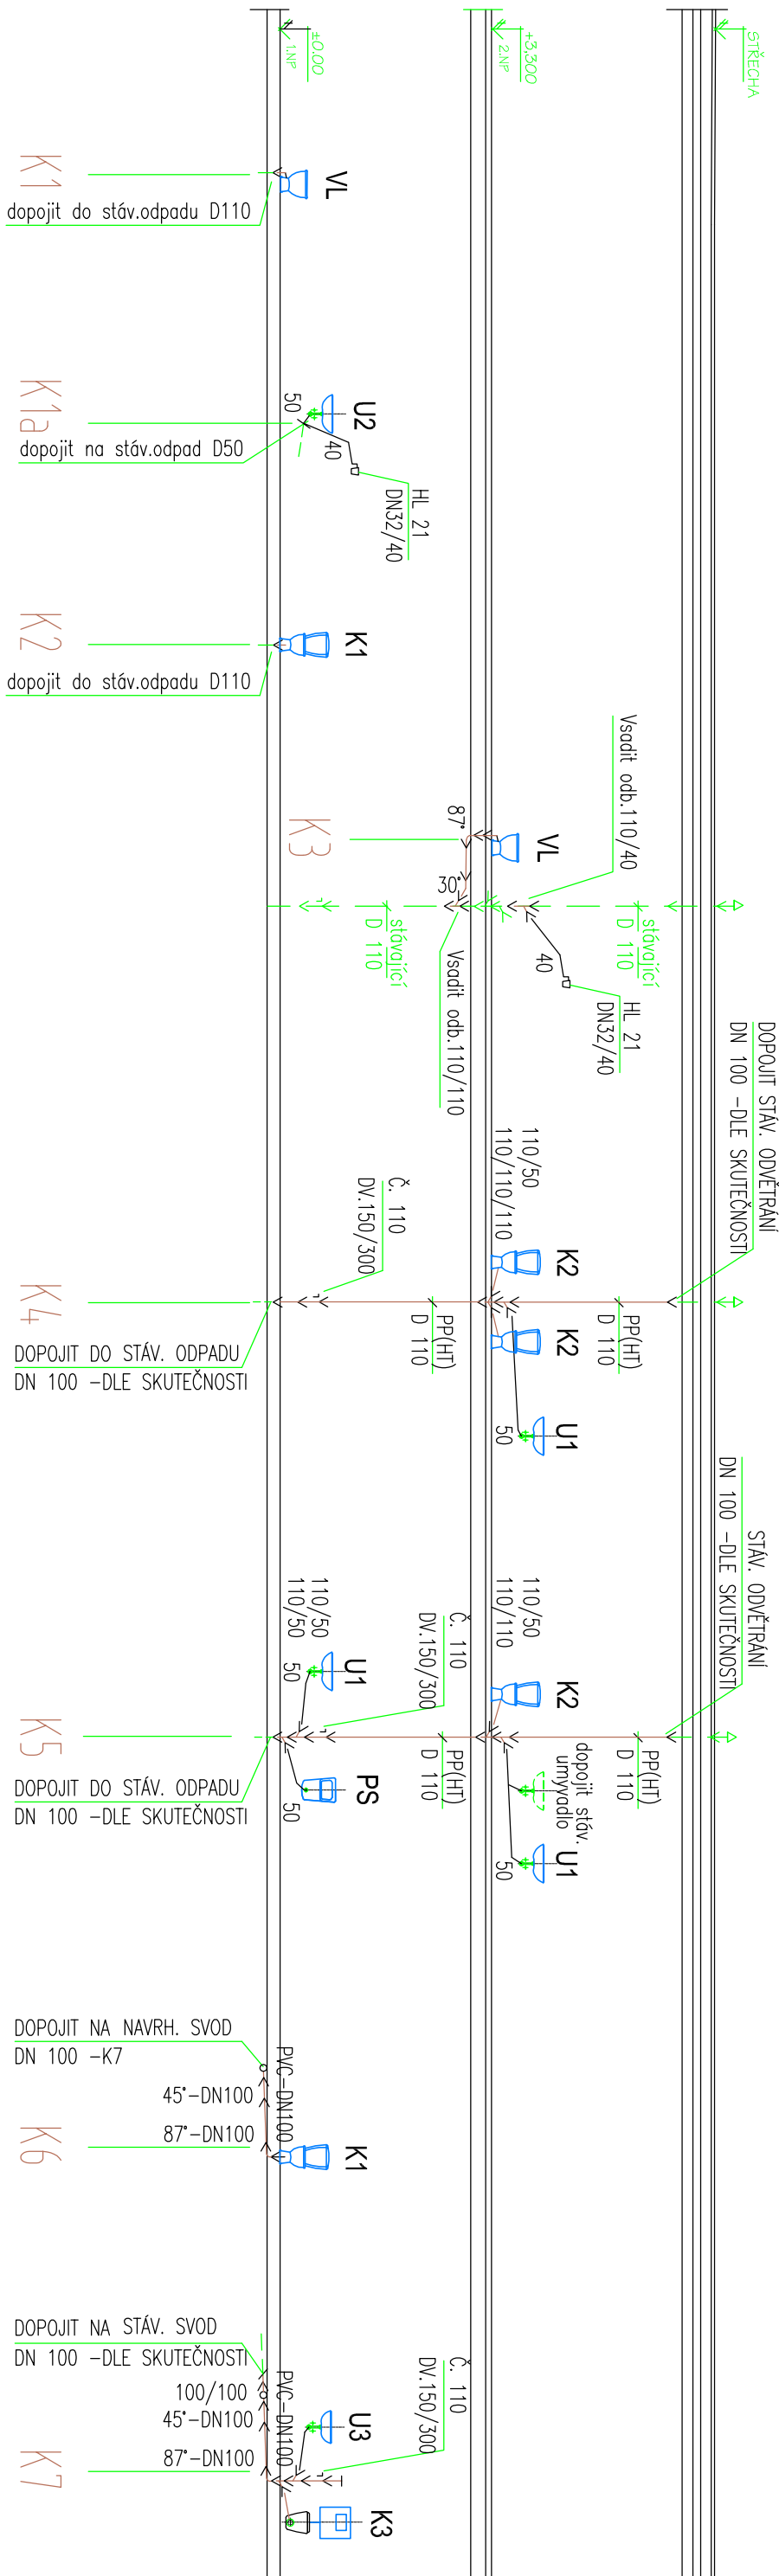 ±0.00
1.NP
+3,300
2.NP
STŘECHA
K1
dopojit do stáv.odpadu D110
VL
K1a
dopojit na stáv.odpad D50
50
40
U2
HL 21
DN32/40
K2
dopojit do stáv.odpadu D110
K1
K3
87°
30°
VL
Vsadit odb.110/40
stávající
D 110
stávající
D 110
Vsadit odb.110/110
40
HL 21
DN32/40
DOPOJIT STÁV. ODVĚTRÁNÍ
DN 100 -DLE SKUTEČNOSTI
110/50
110/110/110
K2
K2
U1
50
Č. 110
DV.150/300
PP(HT)
D 110
PP(HT)
D 110
K4
DOPOJIT DO STÁV. ODPADU
DN 100 -DLE SKUTEČNOSTI
STÁV. ODVĚTRÁNÍ
DN 100 -DLE SKUTEČNOSTI
110/50
110/110
K2
dopojit stáv.
umyvadlo
U1
50
PP(HT)
D 110
PP(HT)
D 110
Č. 110
DV.150/300
110/50
110/50
U1
50
PS
50
K5
DOPOJIT DO STÁV. ODPADU
DN 100 -DLE SKUTEČNOSTI
DOPOJIT NA NAVRH. SVOD
DN 100 -K7
PVC-DN100
45°-DN100
87°-DN100
K1
K6
DOPOJIT NA STÁV. SVOD
DN 100 -DLE SKUTEČNOSTI
PVC-DN100
100/100
45°-DN100
87°-DN100
U3
Č. 110
DV.150/300
K3
K7